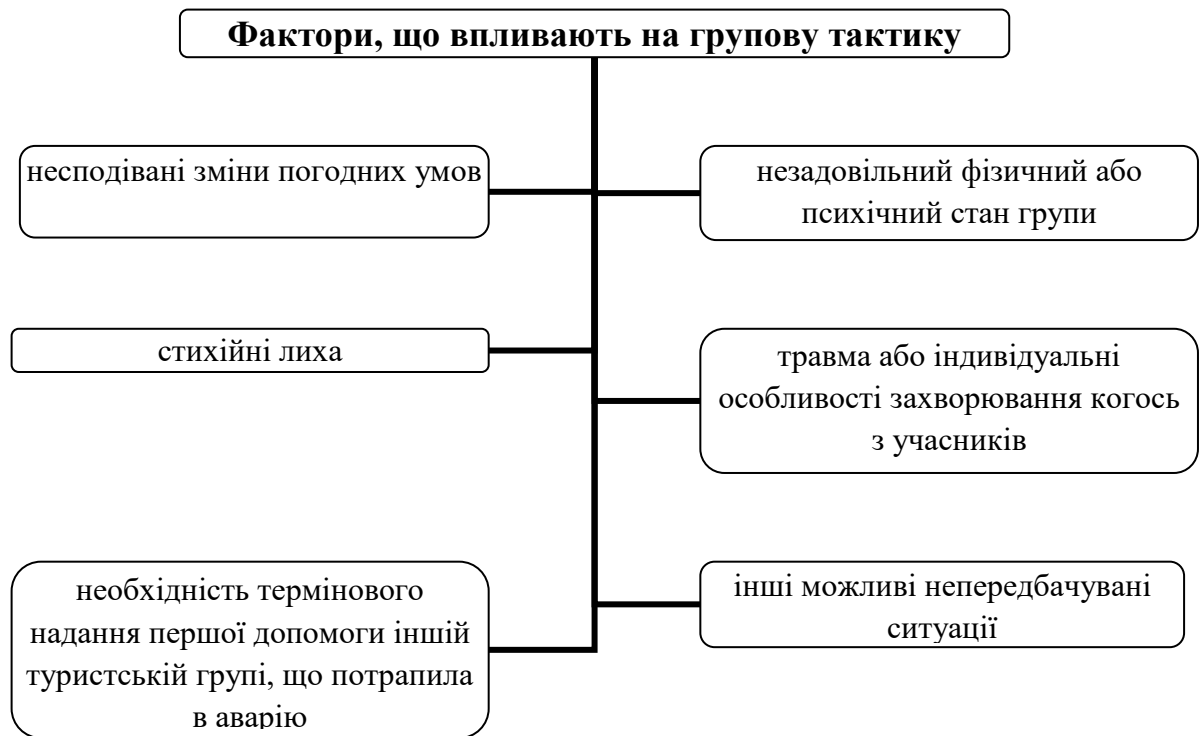 Фактори, що впливають на групову тактику
несподівані зміни погодних умов
незадовільний фізичний або
психічний стан групи
стихійні лиха
травма або індивідуальні
особливості захворювання когось
з учасників
необхідність термінового
надання першої допомоги іншій
туристській групі, що потрапила
в аварію
інші можливі непередбачувані
ситуації